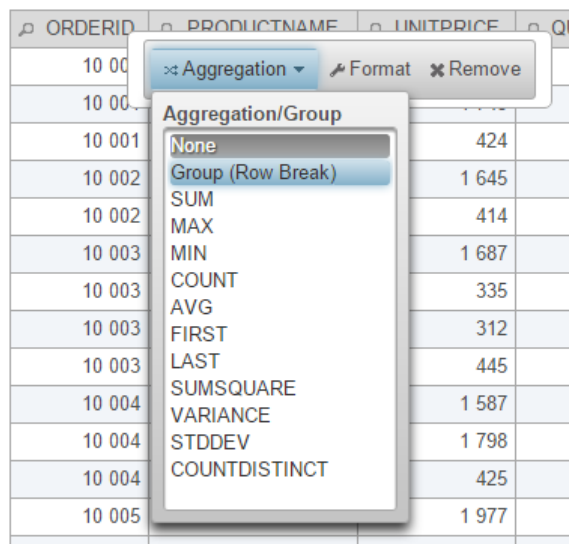 ORDERID PRODUCTNAME UNITPRICE
Aggregation Format Remove
Aggregation/Group
None
Group (Row Break)
SUM
MAX
MIN
COUNT
AVG
FIRST
LAST
SUMSQUARE
VARIANCE
STDDEV
COUNTDISTINCT
10 001 424
10 002 1 645
10 002 414
10 003 1 687
10 003 335
10 003 312
10 003 445
10 004 1 587
10 004 1 798
10 004 425
10 005 1 977